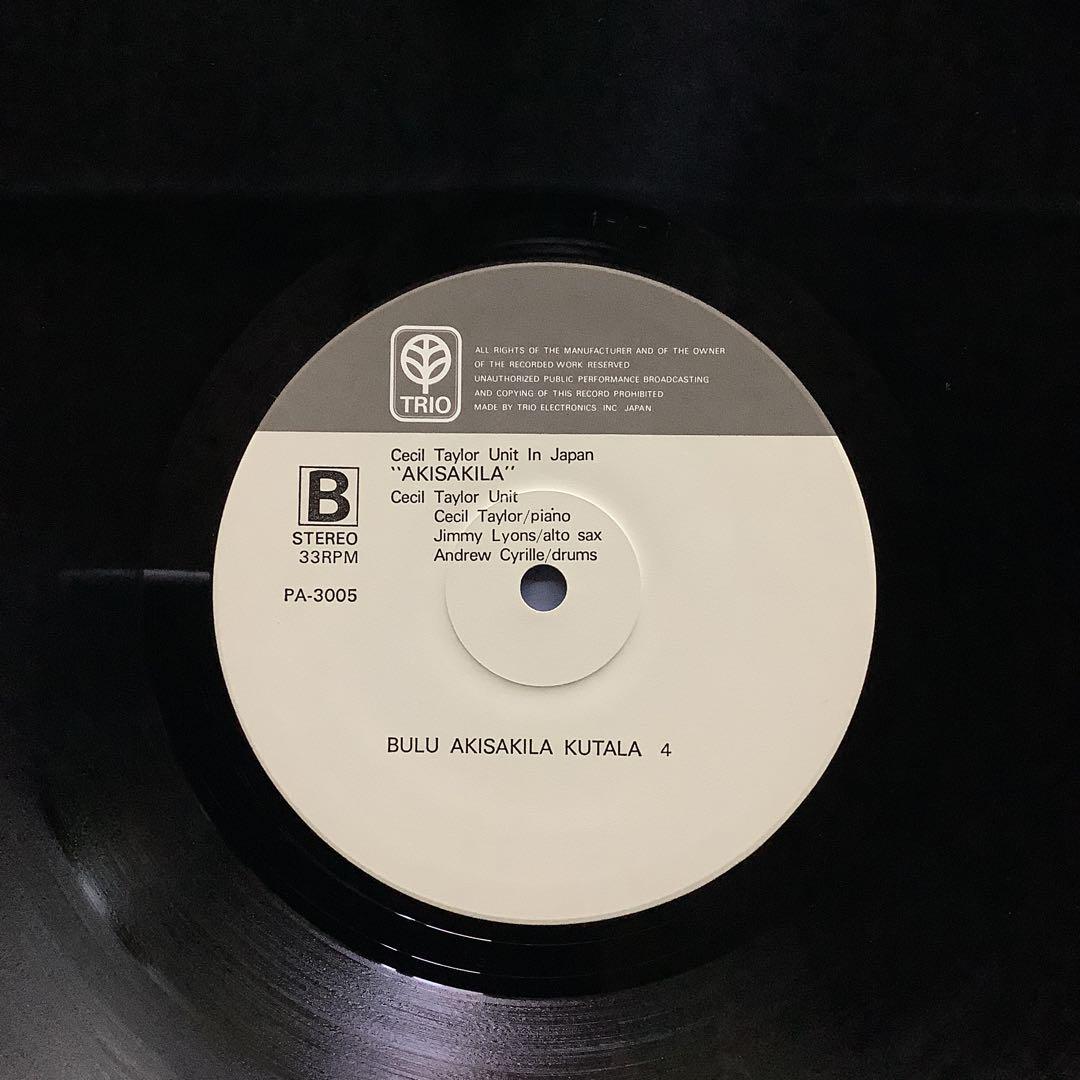 TRIO
ALL RIGHTS OF THE MANUFACTURER AND OF THE OWNER
OF THE RECORDED WORK RESERVED
UNAUTHORIZED PUBLIC PERFORMANCE BROADCASTING
AND COPYING OF THIS RECORD PROHIBITED
MADE BY TRIO ELECTRONICS INC JAPAN
Cecil Taylor Unit In Japan
"AKISAKILA"
Cecil Taylor Unit
Cecil Taylor/piano
Jimmy Lyons/alto sax
Andrew Cyrille/drums
B
STEREO
33RPM
PA-3005
BULU AKISAKILA KUTALA 4